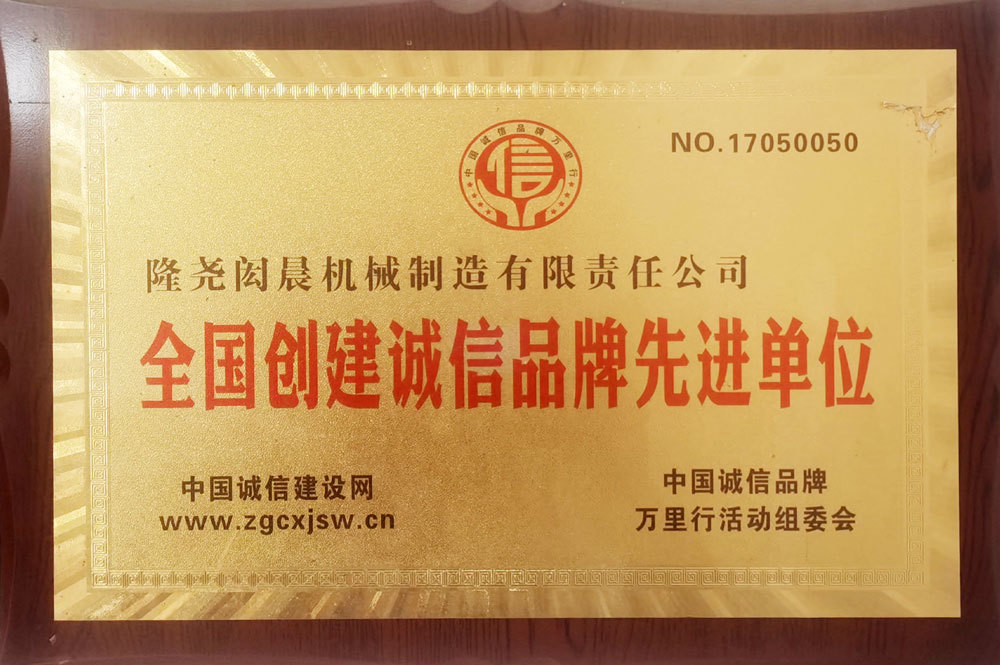 中国诚信品牌万里行
信
NO.17050050
隆尧闳晨机械制造有限责任公司
全国创建诚信品牌先进单位
中国诚信建设网
www.zgcxjsw.cn
中国诚信品牌
万里行活动组委会